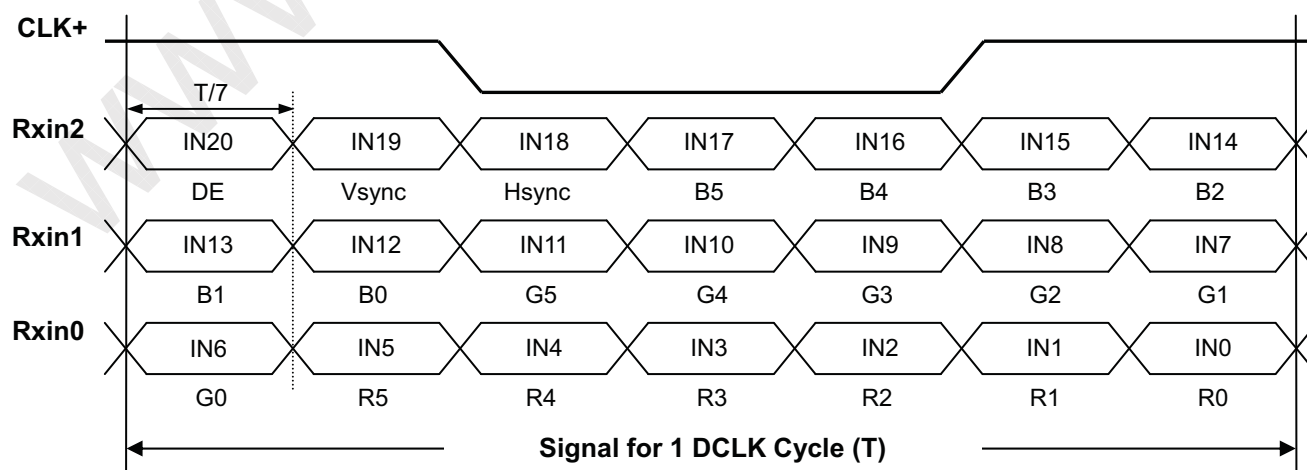 CLK+
T/7
Rxin2 IN20 IN19 IN18 IN17 IN16 IN15 IN14
DE Vsync Hsync B5 B4 B3 B2
Rxin1 IN13 IN12 IN11 IN10 IN9 IN8 IN7
B1 B0 G5 G4 G3 G2 G1
Rxin0 IN6 IN5 IN4 IN3 IN2 IN1 IN0
G0 R5 R4 R3 R2 R1 R0
Signal for 1 DCLK Cycle (T)